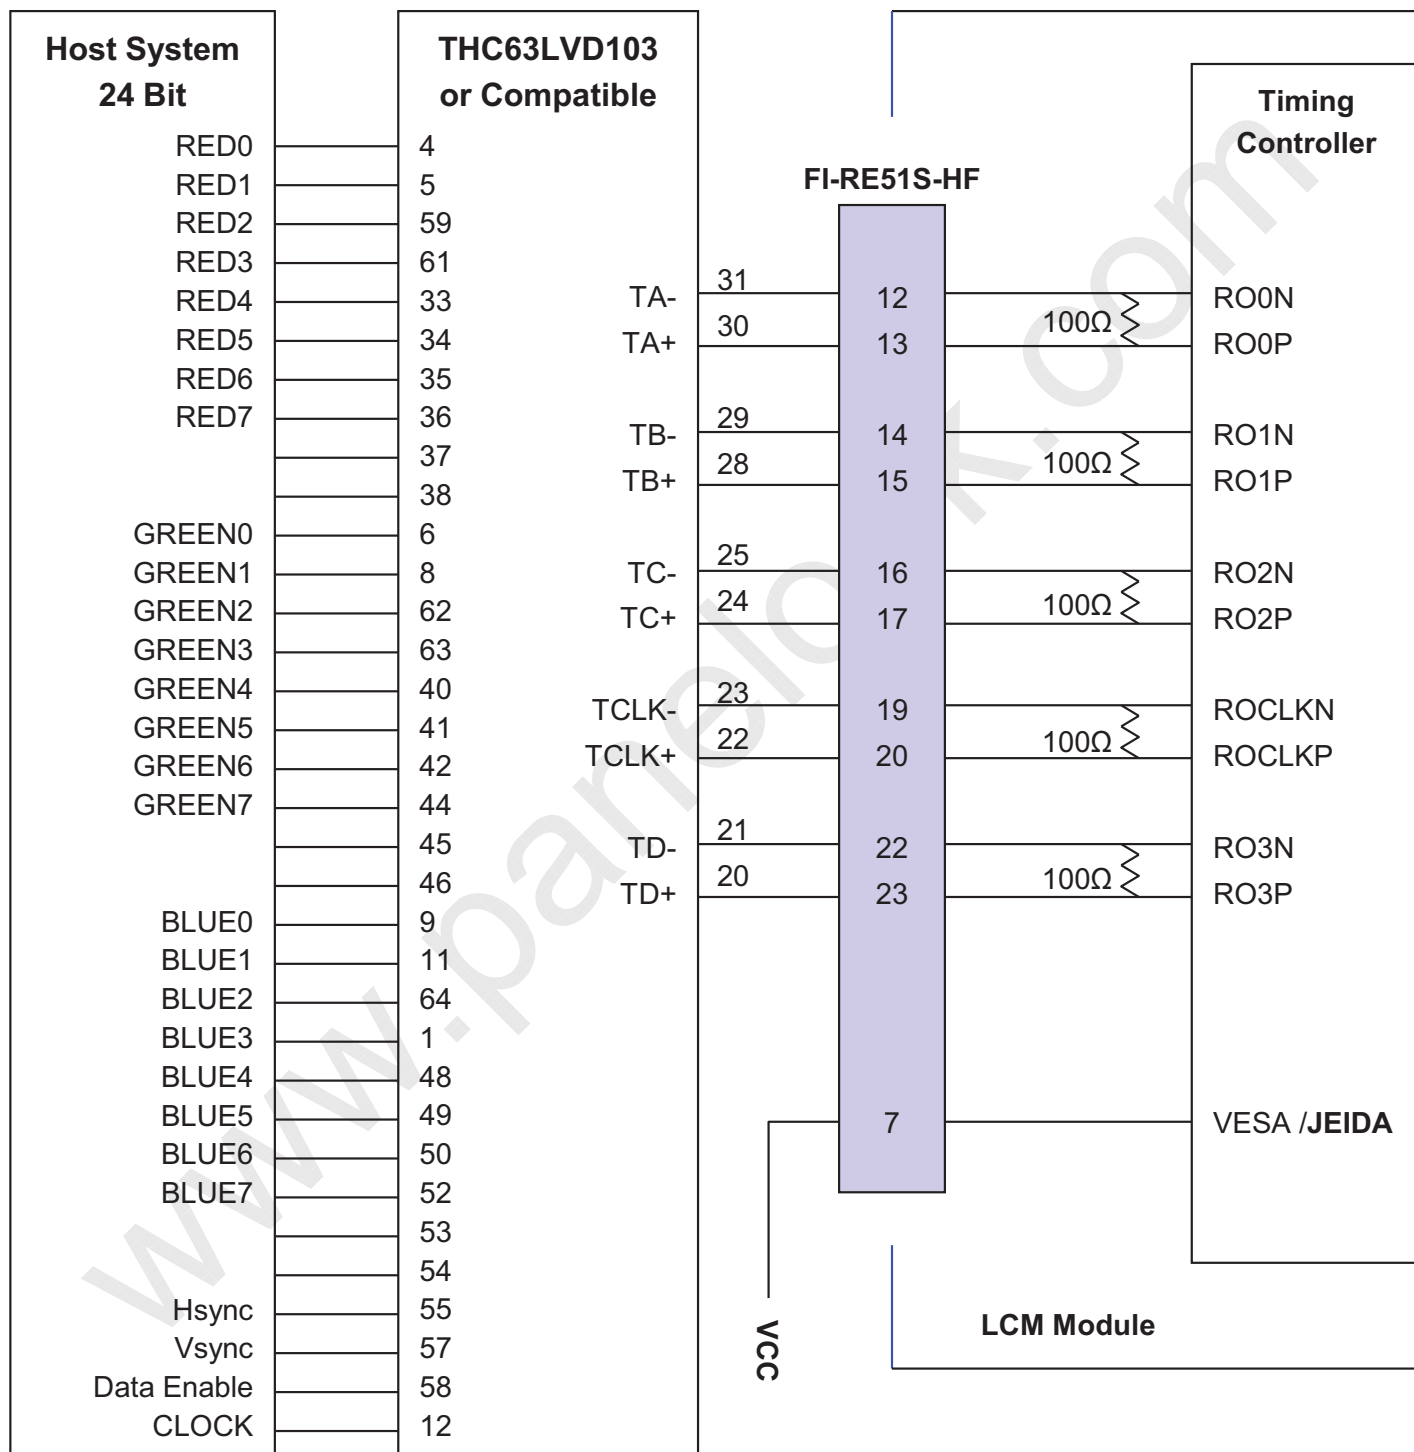 Host System
24 Bit
RED0
RED1
RED2
RED3
RED4
RED5
RED6
RED7
GREEN0
GREEN1
GREEN2
GREEN3
GREEN4
GREEN5
GREEN6
GREEN7
BLUE0
BLUE1
BLUE2
BLUE3
BLUE4
BLUE5
BLUE6
BLUE7
Hsync
Vsync
Data Enable
CLOCK
THC63LVD103
or Compatible
4
5
59
61
33
34
35
36
37
38
6
8
62
63
40
41
42
44
45
46
9
11
64
1
48
49
50
52
53
54
55
57
58
12
TA- 31
TA+ 30
TB- 29
TB+ 28
TC- 25
TC+ 24
TCLK- 23
TCLK+ 22
TD- 21
TD+ 20
FI-RE51S-HF
12
13
14
15
16
17
19
20
22
23
7
VCC
100Ω
100Ω
100Ω
100Ω
100Ω
Timing
Controller
RO0N
RO0P
RO1N
RO1P
RO2N
RO2P
ROCLKN
ROCLKP
RO3N
RO3P
VESA /JEIDA
LCM Module